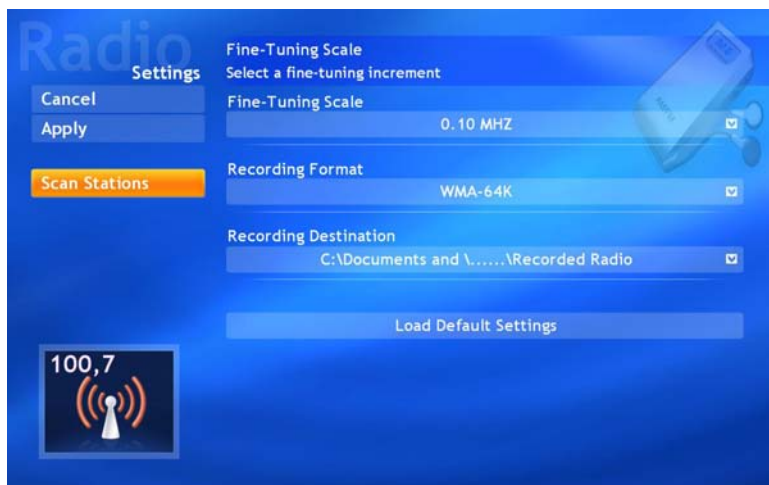 Radio
Settings
Cancel
Apply
Scan Stations
Fine-Tuning Scale
Select a fine-tuning increment
Fine-Tuning Scale
0.10 MHZ
Recording Format
WMA-64K
Recording Destination
C:\Documents and \......\Recorded Radio
Load Default Settings
100,7